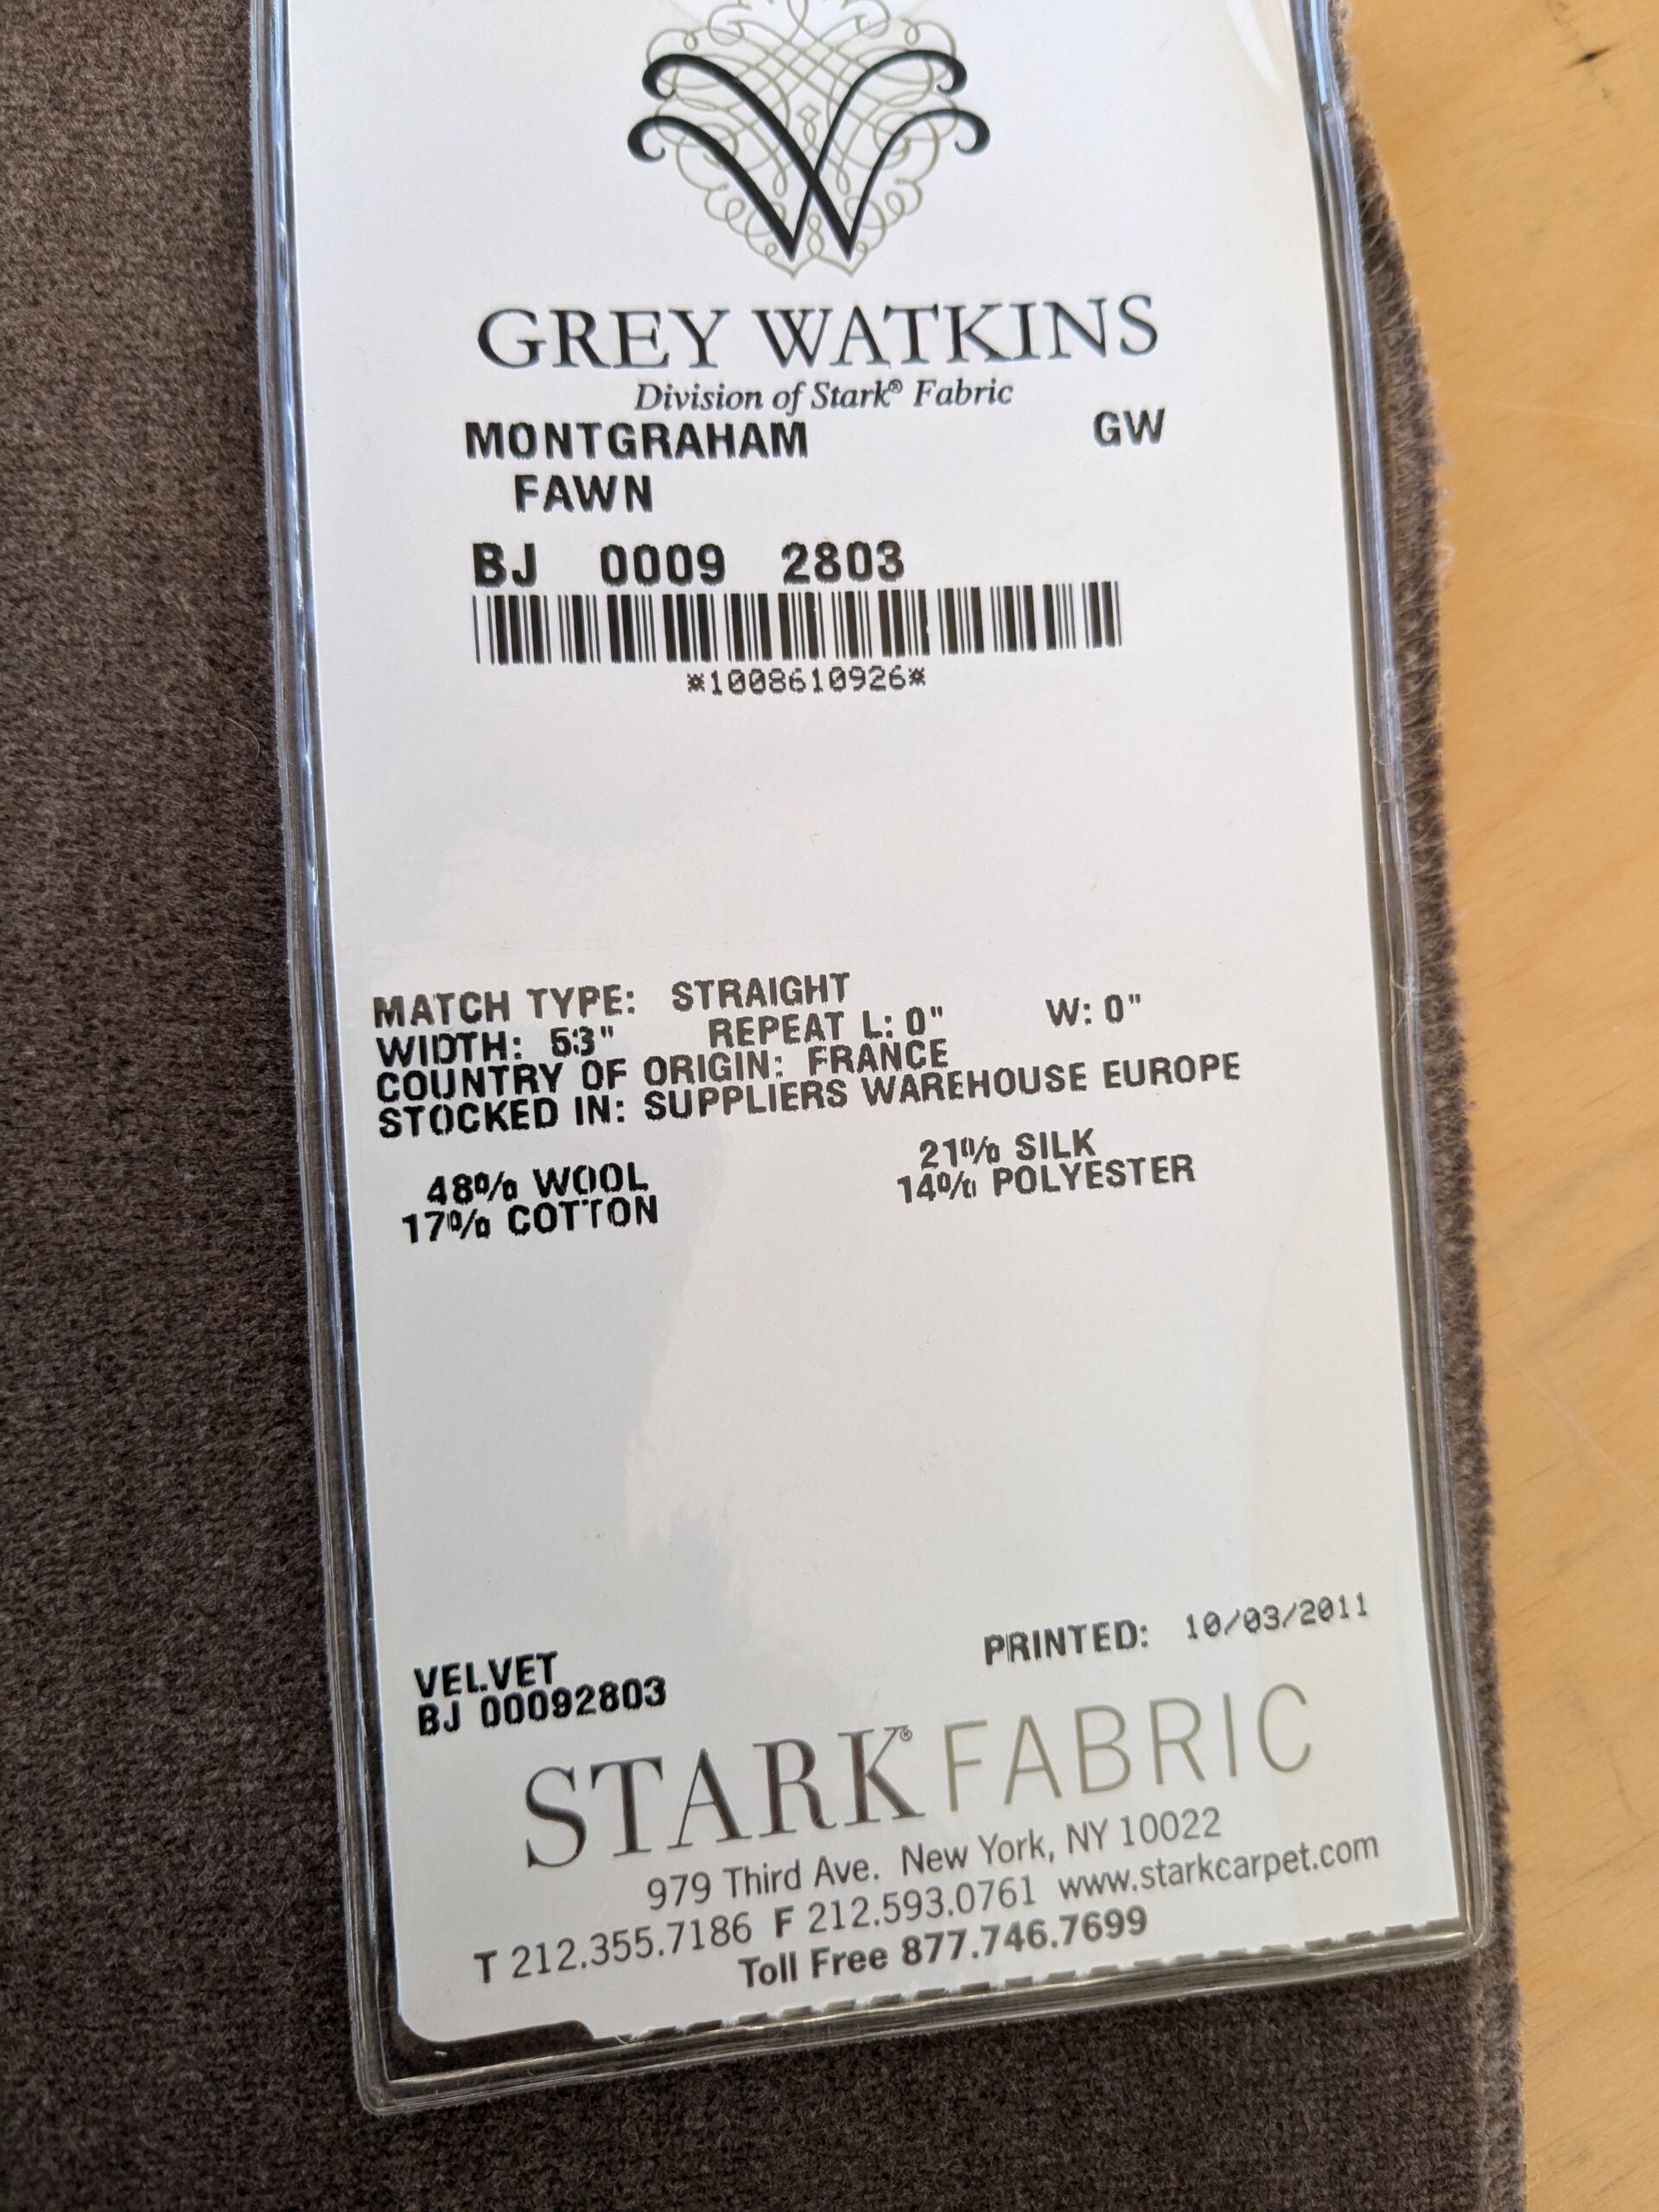 W
GREY WATKINS
Division of Stark® Fabric
MONTGRAHAM GW
FAWN
BJ 0009 2803
*1008610926*
MATCH TYPE: STRAIGHT
WIDTH: 53" REPEAT L: 0" W: 0"
COUNTRY OF ORIGIN: FRANCE
STOCKED IN: SUPPLIERS WAREHOUSE EUROPE
48% WOOL 21% SILK
17% COTTON 14% POLYESTER
VELVET PRINTED: 10/03/2011
BJ 00092803
STARK® FABRIC
979 Third Ave. New York, NY 10022
T 212.355.7186 F 212.593.0761 www.starkcarpet.com
Toll Free 877.746.7699